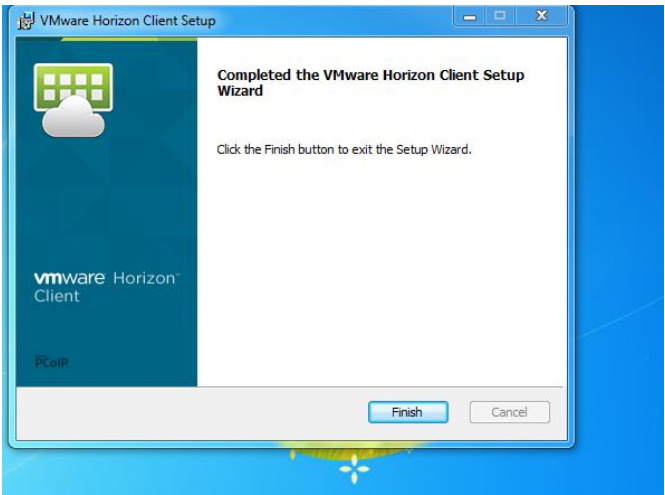 VMware Horizon Client Setup
Completed the VMware Horizon Client Setup
Wizard
Click the Finish button to exit the Setup Wizard.
vmware Horizon™
Client
PCoIP
Finish
Cancel